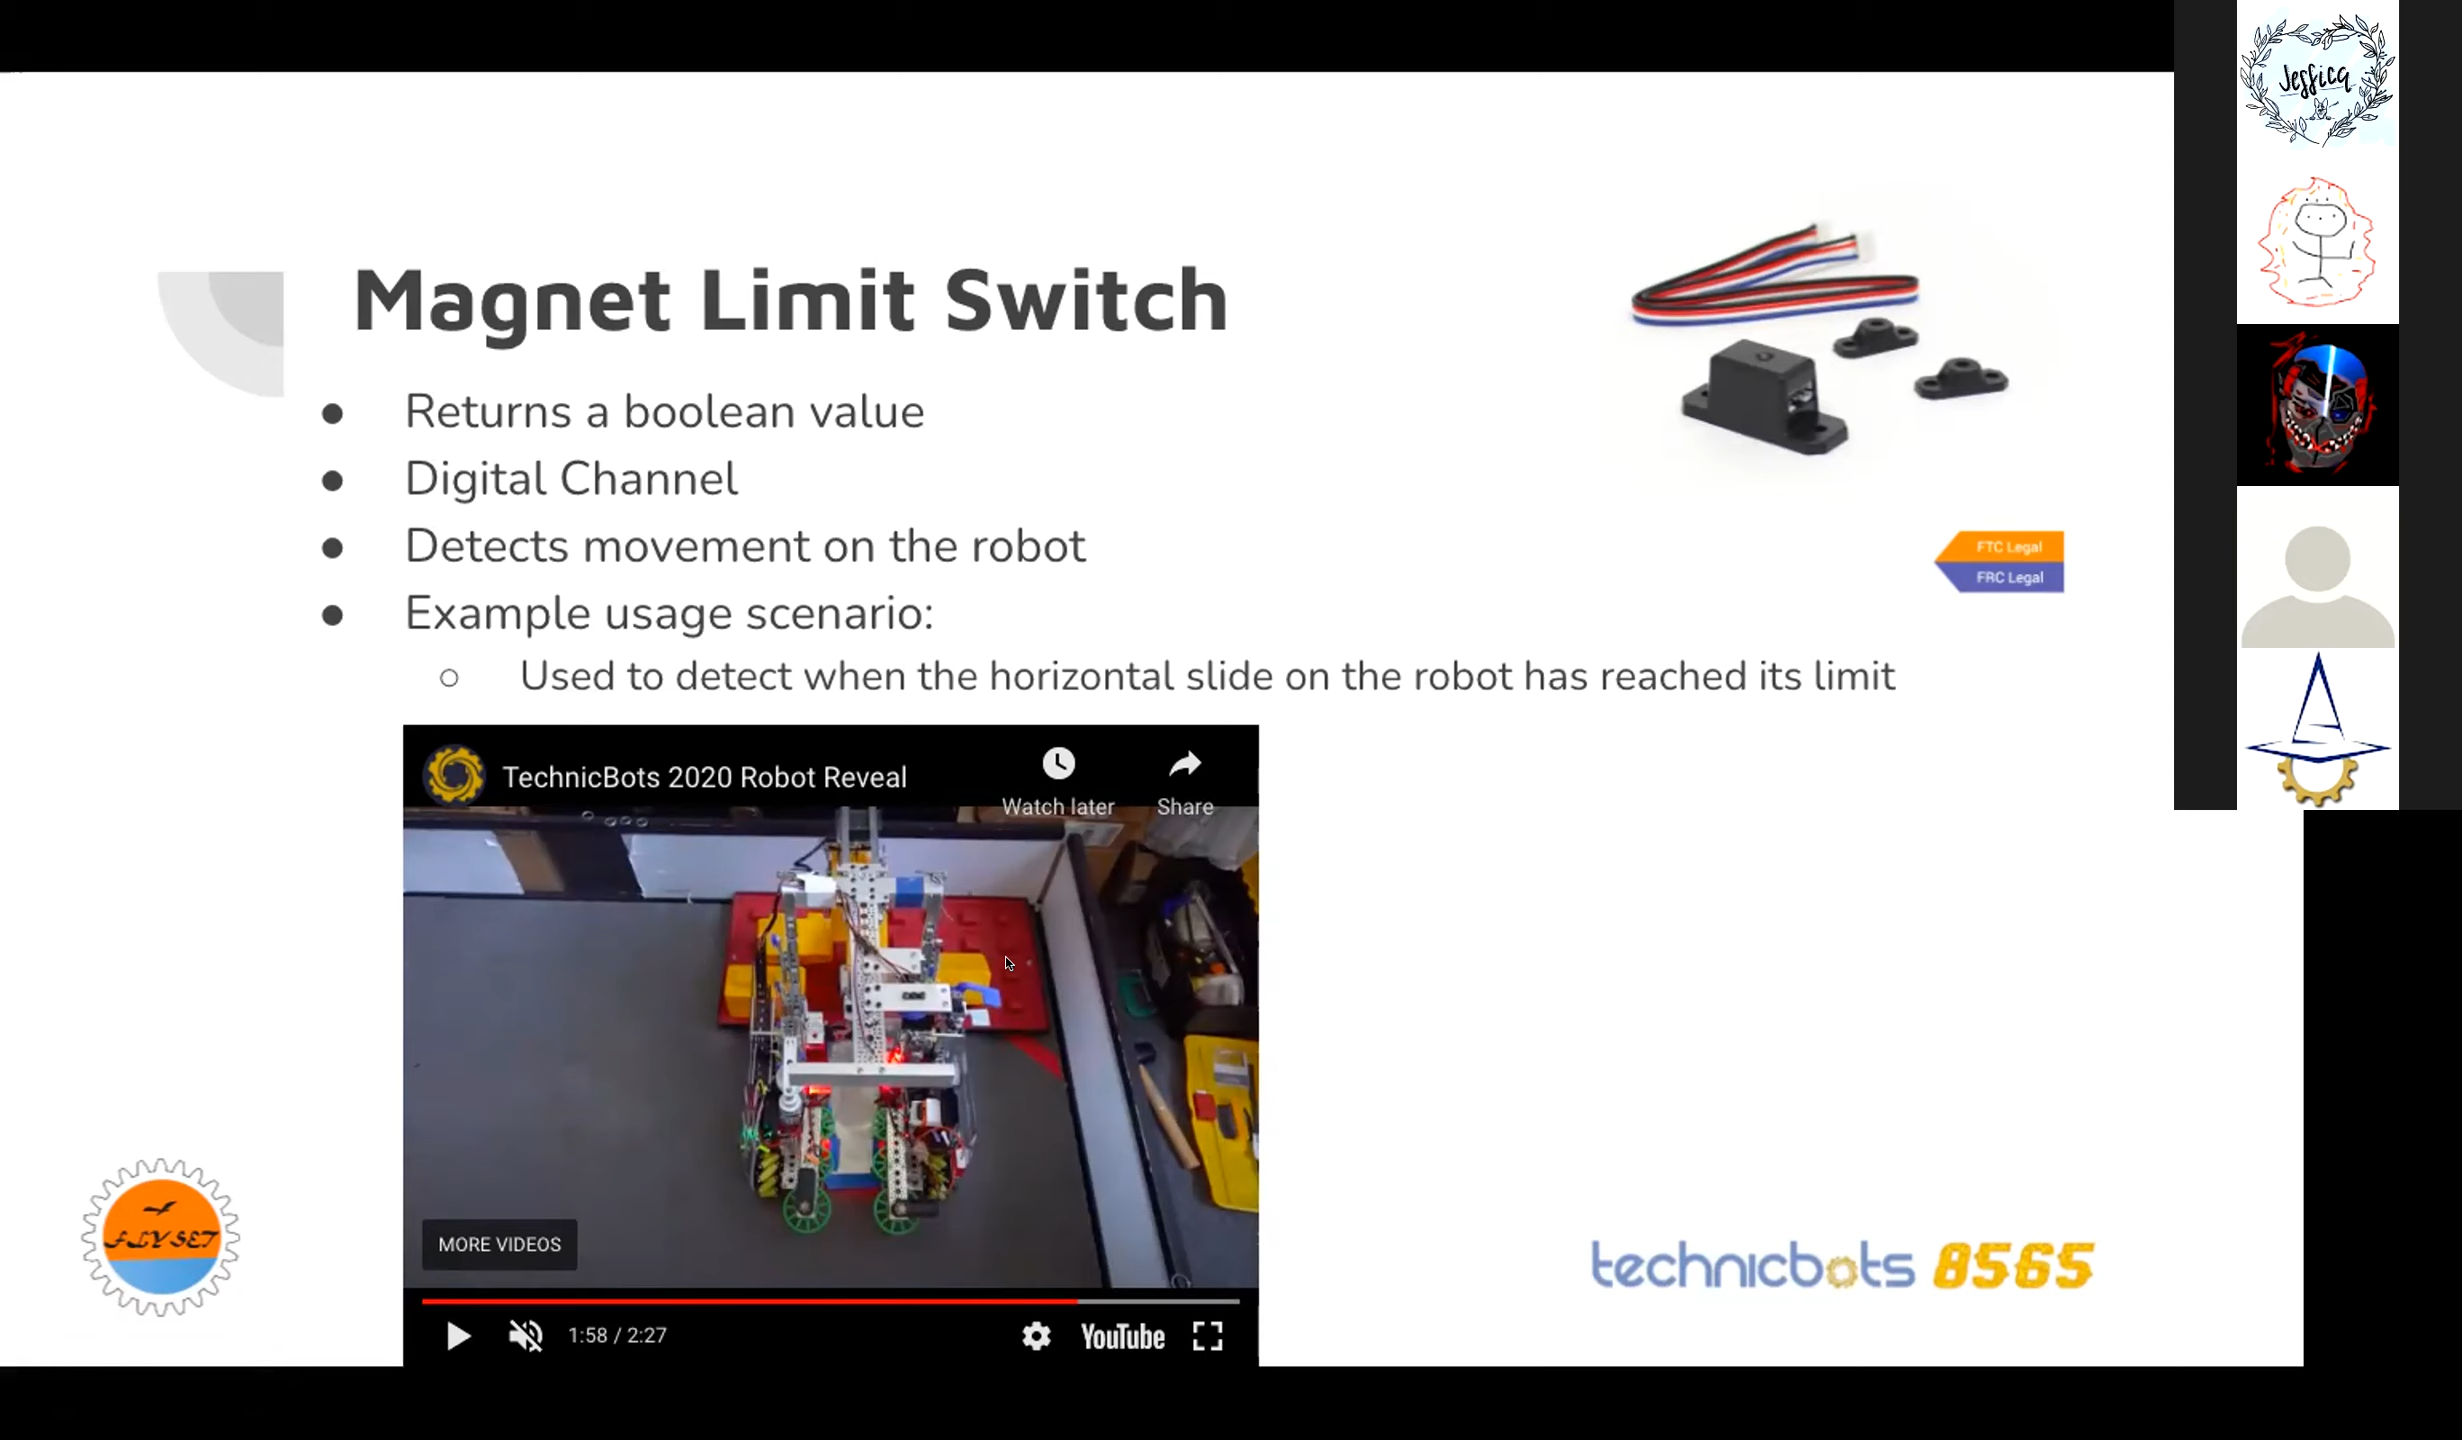 Jessica
Magnet Limit Switch
Returns a boolean value
Digital Channel
Detects movement on the robot
FTC Legal
FRC Legal
Example usage scenario:
Used to detect when the horizontal slide on the robot has reached its limit
TechnicBots 2020 Robot Reveal
Watch later
Share
MORE VIDEOS
FLYSET
technicbots 8565
1:58 / 2:27
YouTube